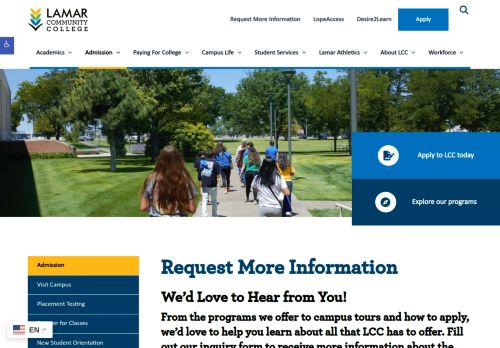 LAMAR
COMMUNITY
COLLEGE
Request More Information
LopeAccess
Desire2Learn
Apply
Academics
Admission
Paying For College
Campus Life
Student Services
Lamar Athletics
About LCC
Workforce
Apply to LCC today
Explore our programs
Admission
Visit Campus
Placement Testing
for Classes
New Student Orientation
EN
Request More Information
We'd Love to Hear from You!
From the programs we offer to campus tours and how to apply,
we'd love to help you learn about all that LCC has to offer. Fill
out our inquiry form to receive more information about the